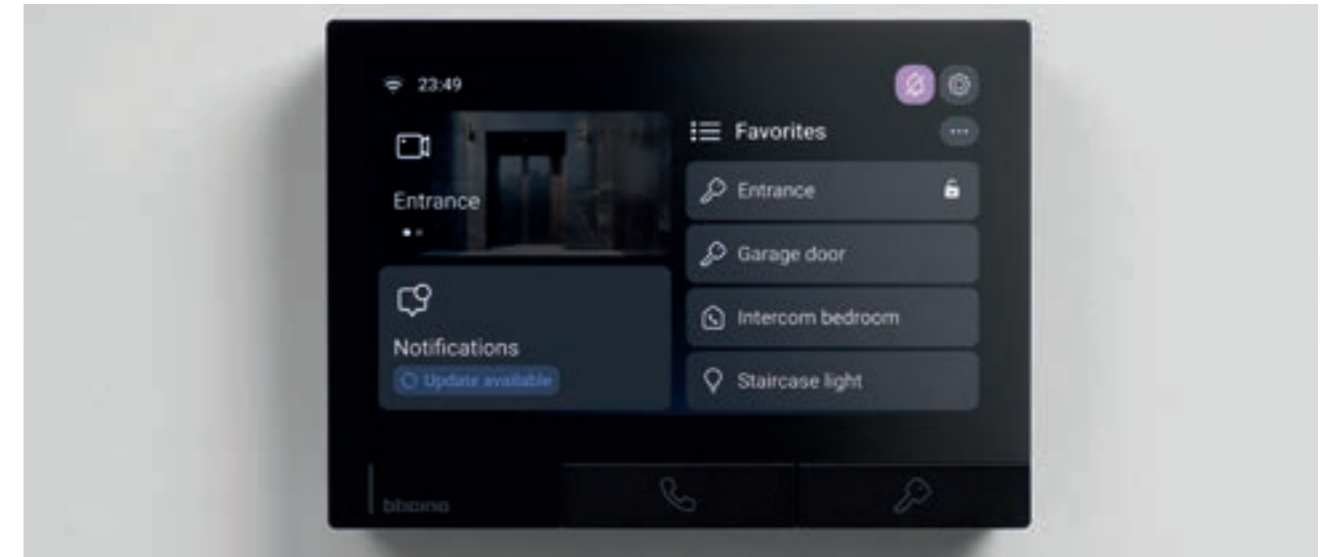 23:49
Favorites
Entrance
Entrance
Garage door
Intercom bedroom
Notifications
Update available
Staircase light
bticino